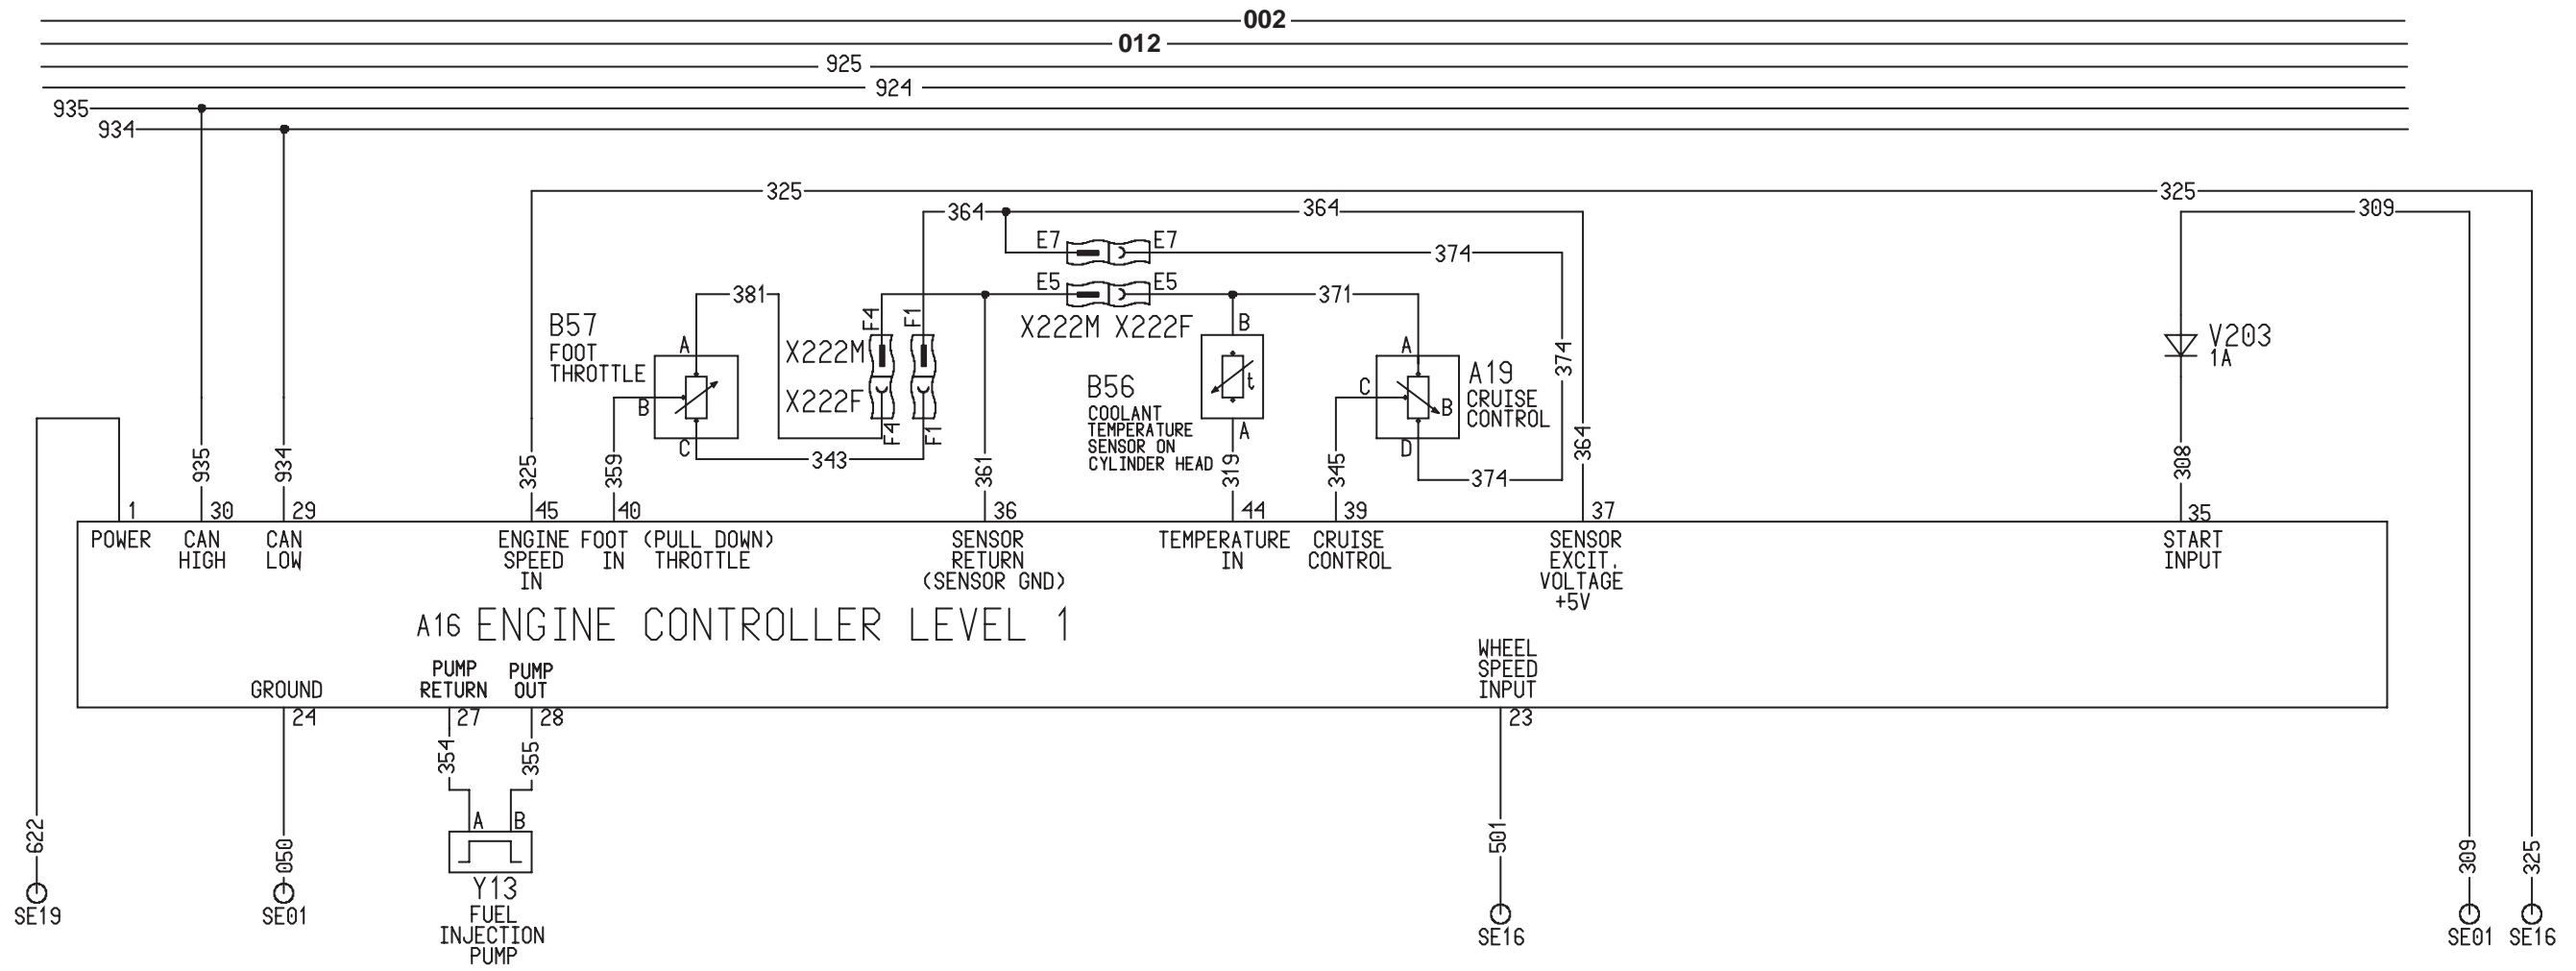 002
012
925
924
935
934
325
325
364
364
309
E7
E7
374
E5
E5
381
371
B57
FOOT
THROTTLE
A
B
C
F4
F1
X222M
X222F
F4
F1
343
X222M X222F
B
B56
COOLANT
TEMPERATURE
SENSOR ON
CYLINDER HEAD
t
A
A
C
B
D
A19
CRUISE
CONTROL
374
374
V203
1A
935
934
325
359
361
319
345
364
308
1
30
29
45
40
36
44
39
37
35
POWER
CAN
HIGH
CAN
LOW
ENGINE
SPEED
IN
FOOT
IN
(PULL DOWN)
THROTTLE
SENSOR
RETURN
(SENSOR GND)
TEMPERATURE
IN
CRUISE
CONTROL
SENSOR
EXCIT.
VOLTAGE
+5V
START
INPUT
A16 ENGINE CONTROLLER LEVEL 1
GROUND
PUMP
RETURN
PUMP
OUT
WHEEL
SPEED
INPUT
24
27
28
23
354
355
622
050
501
309
325
A
B
SE19
SE01
Y13
FUEL
INJECTION
PUMP
SE16
SE01
SE16